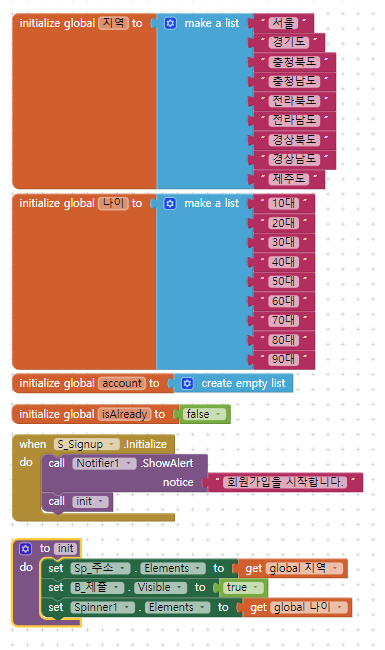 initialize global 지역 to make a list " 서울 "
" 경기도 "
" 충청북도 "
" 충청남도 "
" 전라북도 "
" 전라남도 "
" 경상북도 "
" 경상남도 "
" 제주도 "
initialize global 나이 to make a list " 10대 "
" 20대 "
" 30대 "
" 40대 "
" 50대 "
" 60대 "
" 70대 "
" 80대 "
" 90대 "
initialize global account to create empty list
initialize global isAlready to false
when S_Signup .Initialize
do call Notifier1 .ShowAlert
notice " 회원가입을 시작합니다. "
call init
to init
do set Sp_주소 . Elements to get global 지역
set B_제출 . Visible to true
set Spinner1 . Elements to get global 나이